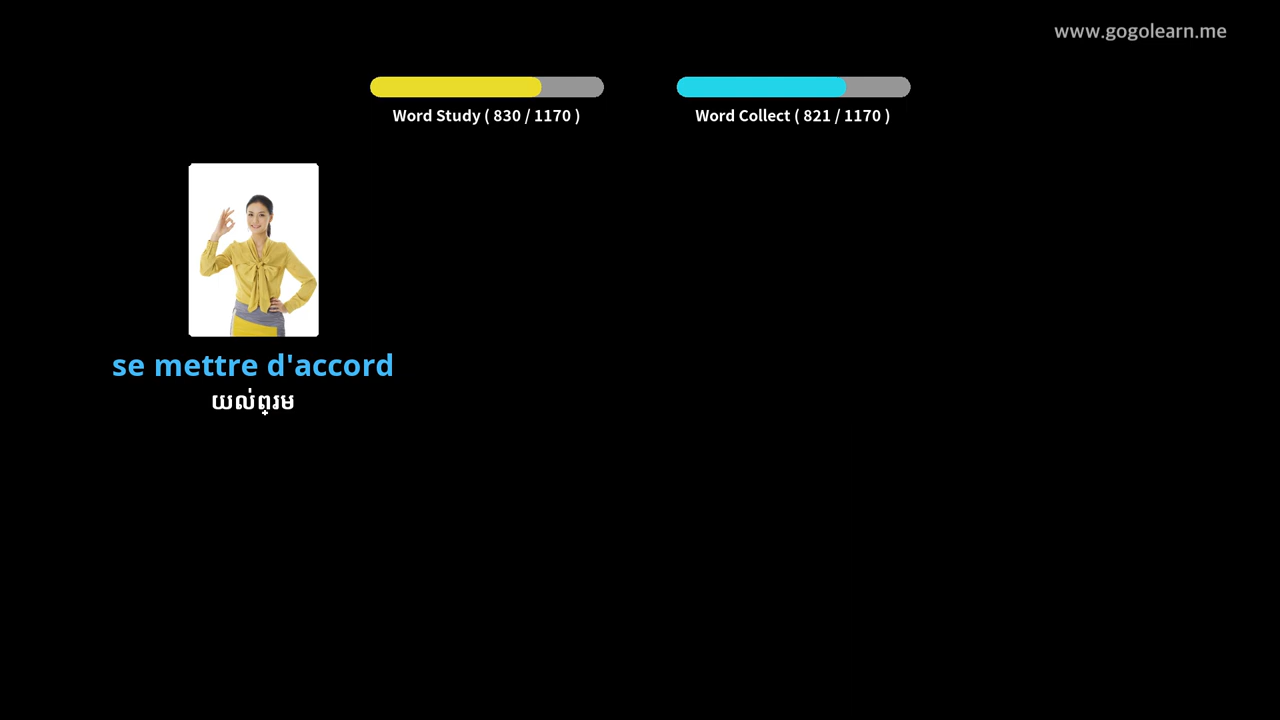 www.gogolearn.me
Word Study ( 830 / 1170 )
Word Collect ( 821 / 1170 )
se mettre d'accord
យល់ព្រម